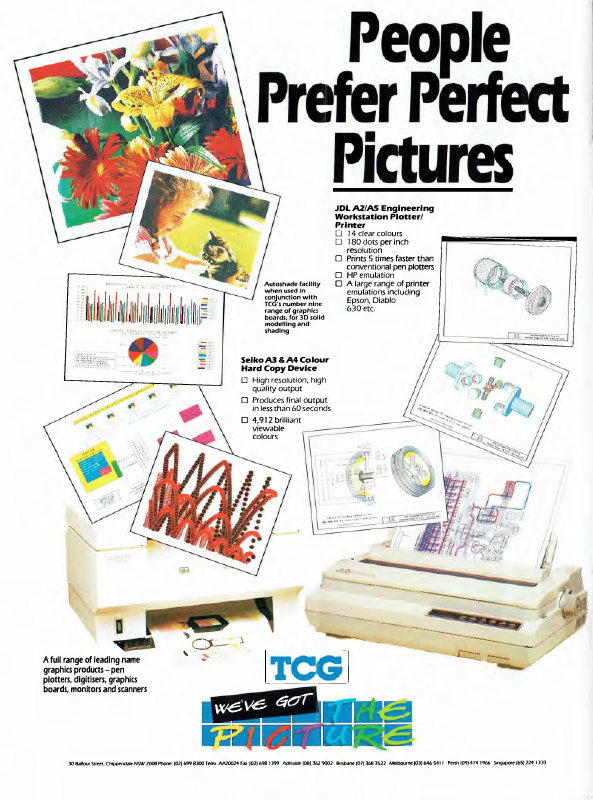 People
Prefer Perfect
Pictures
JDL A2/A5 Engineering
Workstation Plotter/
Printer
☐ 14 clear colours
☐ 180 dots per inch
resolution
☐ Prints 5 times faster than
conventional pen plotters
☐ HP emulation
☐ A large range of printer
emulations including
Epson, Diablo
630 etc.
Autoshade facility
when used in
conjunction with
TCG's number nine
range of graphics
boards, for 3D solid
modelling and
shading
Seiko A3 & A4 Colour
Hard Copy Device
☐ High resolution, high
quality output
☐ Produces final output
in less than 60 seconds
☐ 4,912 brilliant
viewable
colours
A full range of leading name
graphics products – pen
plotters, digitisers, graphics
boards, monitors and scanners
TCG
WE'VE GOT
THE
PICTURE
30 Balfour Street, Chippendale NSW 2008 Phone: (02) 699 8300 Telex: AA20024 Fax (02) 698 1399 Adelaide (08) 362 9002 Brisbane (07) 368 3522 Melbourne (03) 646 5411 Perth (09) 474 1966 Singapore (65) 224 1333